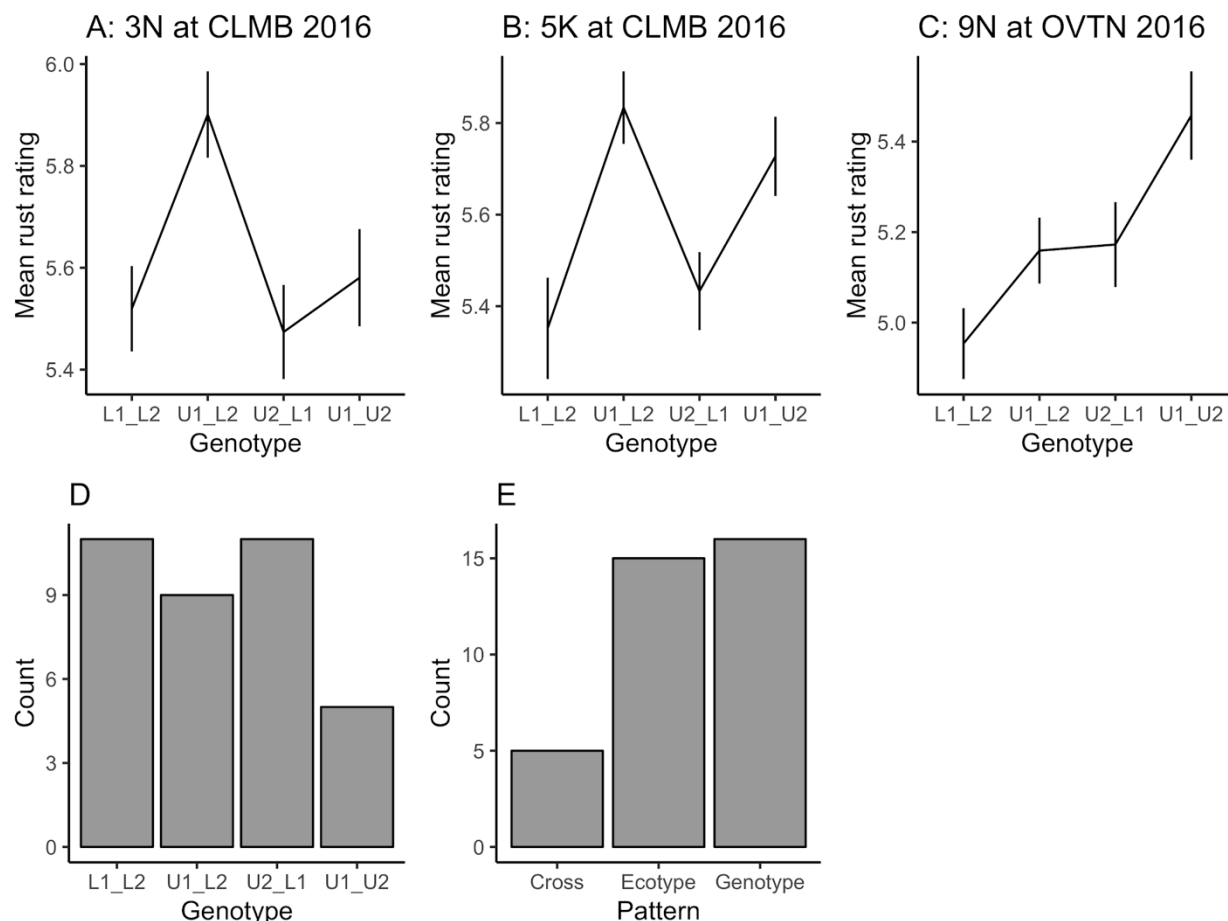 A: 3N at CLMB 2016
Mean rust rating
6.0
5.8
5.6
5.4
L1_L2 U1_L2 U2_L1 U1_U2
Genotype
B: 5K at CLMB 2016
Mean rust rating
5.8
5.6
5.4
L1_L2 U1_L2 U2_L1 U1_U2
Genotype
C: 9N at OVTN 2016
Mean rust rating
5.4
5.2
5.0
L1_L2 U1_L2 U2_L1 U1_U2
Genotype
D
Count
9
6
3
0
L1_L2 U1_L2 U2_L1 U1_U2
Genotype
E
Count
15
10
5
0
Cross Ecotype Genotype
Pattern